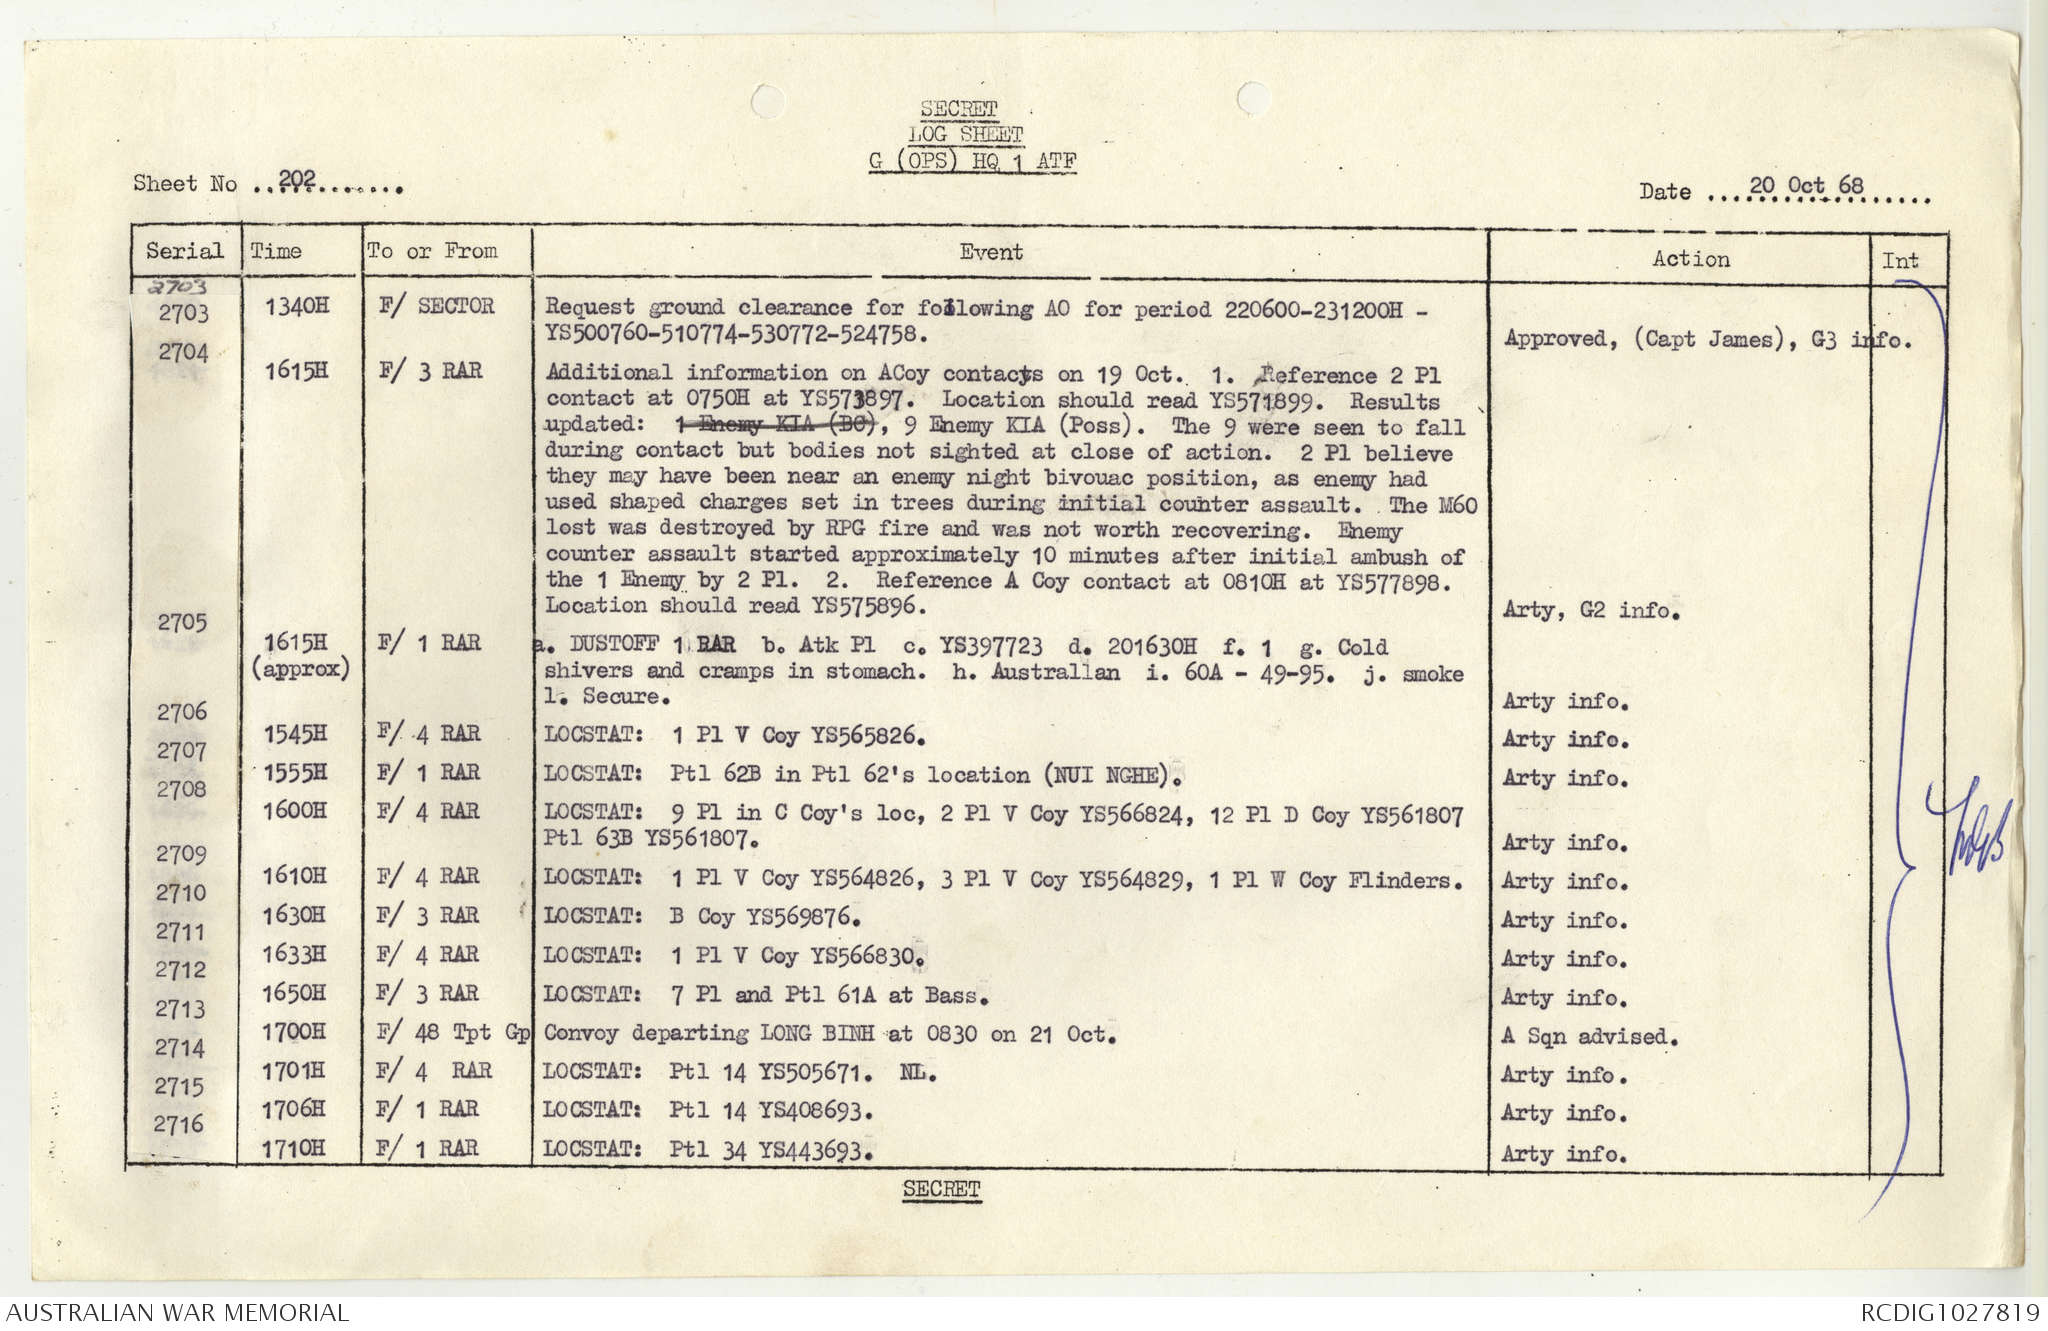 SECRET
LOG SHEET
G (OPS) HQ 1 ATF
Sheet No ..202..........
Date ...20 Oct 68.....
Serial Time To or From Event Action Int
2703
2703 1340H F/ SECTOR Request ground clearance for following AO for period 220600-231200H -
YS500760-510774-530772-524758. Approved, (Capt James), G3 info.
2704
1615H F/ 3 RAR Additional information on ACoy contacts on 19 Oct. 1. Reference 2 Pl
contact at 0750H at YS573897. Location should read YS571899. Results
updated: 1 Enemy KIA (BC), 9 Enemy KIA (Poss). The 9 were seen to fall
during contact but bodies not sighted at close of action. 2 Pl believe
they may have been near an enemy night bivouac position, as enemy had
used shaped charges set in trees during initial counter assault. The M60
lost was destroyed by RPG fire and was not worth recovering. Enemy
counter assault started approximately 10 minutes after initial ambush of
the 1 Enemy by 2 Pl. 2. Reference A Coy contact at 0810H at YS577898.
Location should read YS575896. Arty, G2 info.
2705
1615H F/ 1 RAR a. DUSTOFF 1 RAR b. Atk Pl c. YS397723 d. 201630H f. 1 g. Cold
(approx) shivers and cramps in stomach. h. Australian i. 60A - 49-95. j. smoke
l. Secure. Arty info.
2706
1545H F/ 4 RAR LOCSTAT: 1 Pl V Coy YS565826. Arty info.
2707
1555H F/ 1 RAR LOCSTAT: Ptl 62B in Ptl 62's location (NUI NGHE). Arty info.
2708
1600H F/ 4 RAR LOCSTAT: 9 Pl in C Coy's loc, 2 Pl V Coy YS566824, 12 Pl D Coy YS561807
Ptl 63B YS561807. Arty info.
2709
1610H F/ 4 RAR LOCSTAT: 1 Pl V Coy YS564826, 3 Pl V Coy YS564829, 1 Pl W Coy Flinders. Arty info.
2710
1630H F/ 3 RAR LOCSTAT: B Coy YS569876. Arty info.
2711
1633H F/ 4 RAR LOCSTAT: 1 Pl V Coy YS566830. Arty info.
2712
1650H F/ 3 RAR LOCSTAT: 7 Pl and Ptl 61A at Bass. Arty info.
2713
1700H F/ 48 Tpt Gp Convoy departing LONG BINH at 0830 on 21 Oct. A Sqn advised.
2714
1701H F/ 4 RAR LOCSTAT: Ptl 14 YS505671. NL. Arty info.
2715
1706H F/ 1 RAR LOCSTAT: Ptl 14 YS408693. Arty info.
2716
1710H F/ 1 RAR LOCSTAT: Ptl 34 YS443693. Arty info.
SECRET
AUSTRALIAN WAR MEMORIAL
RCDIG1027819